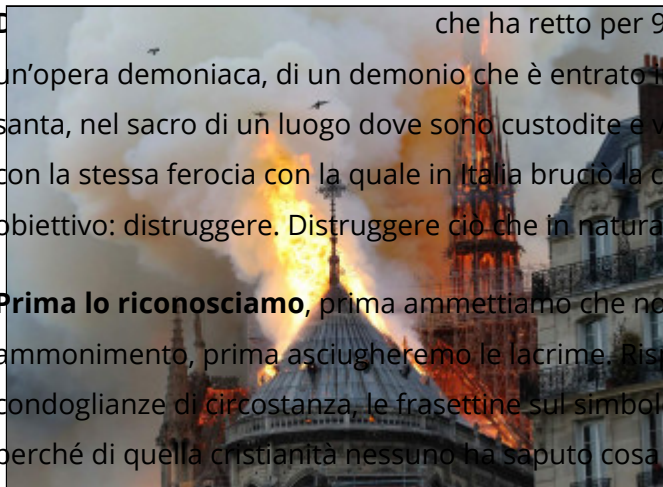 che ha retto per 9
un'opera demoniaca, di un demonio che è entrato
santa, nel sacro di un luogo dove sono custodite e v
con la stessa ferocia con la quale in Italia bruciò la c
obiettivo: distruggere. Distruggere ciò che in natura
Prima lo riconosciamo, prima ammettiamo che no
ammonimento, prima asciugheremo le lacrime. Risp
condoglianze di circostanza, le frasettine sul simbol
perché di quella cristianità nessuno ha saputo cosa